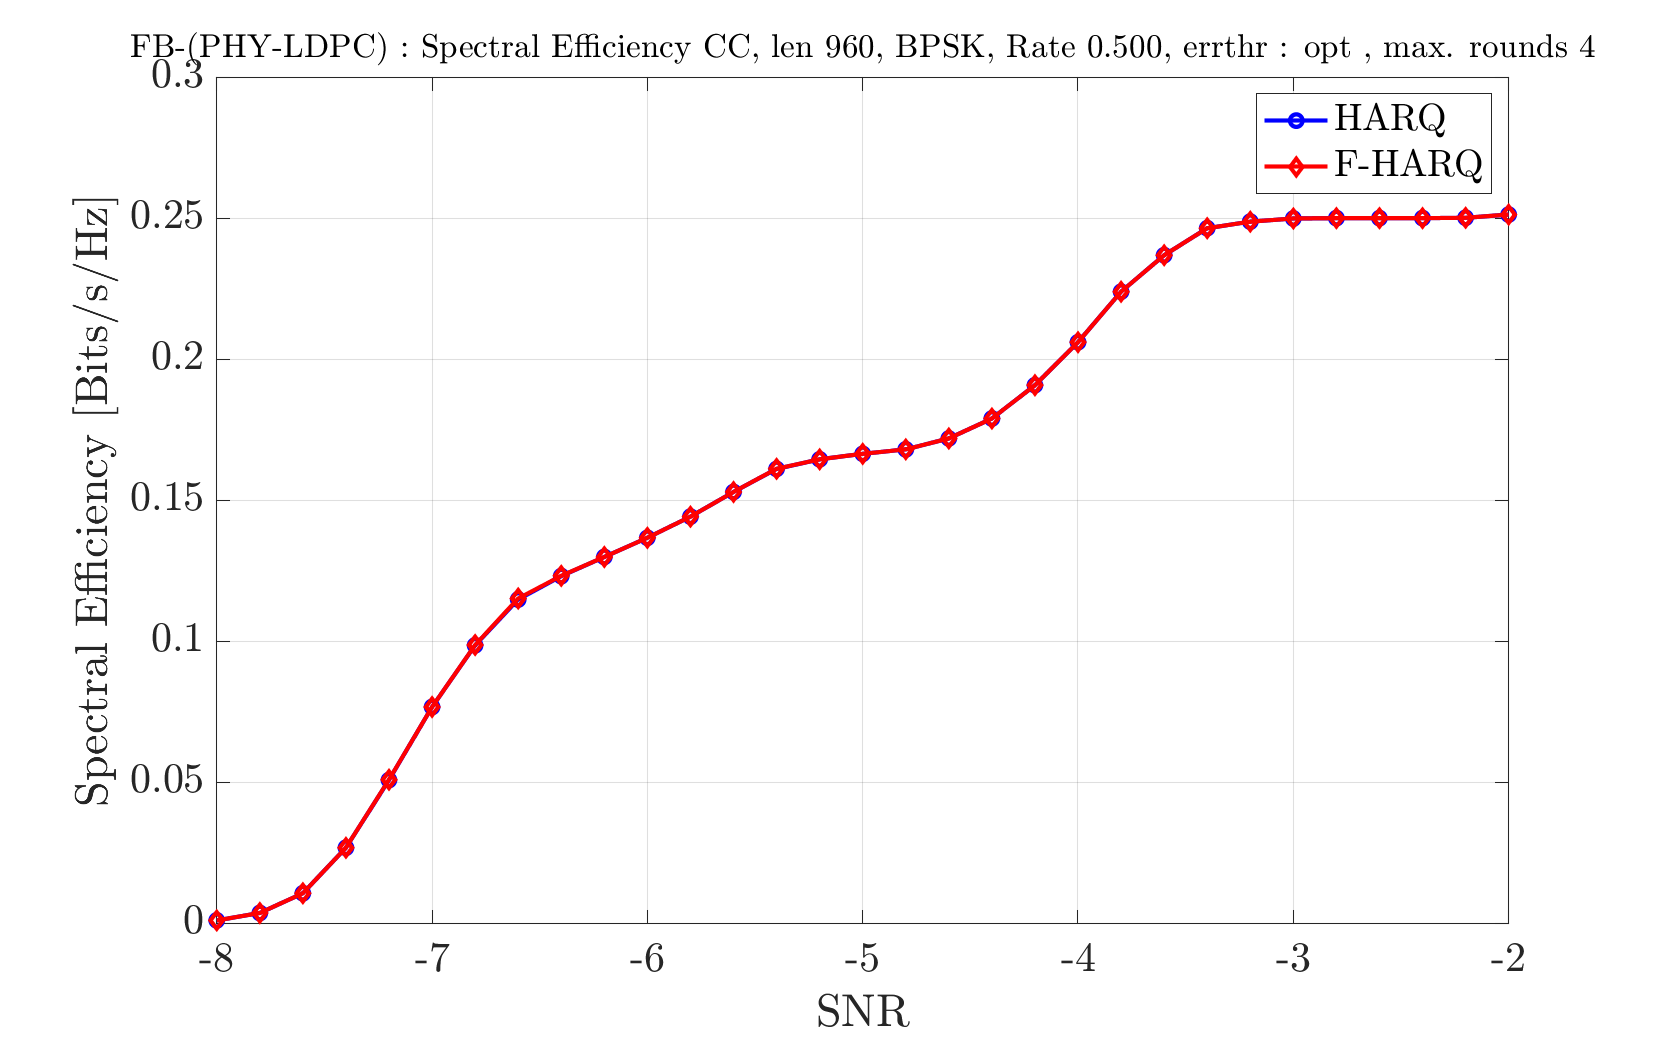 FB-(PHY-LDPC) : Spectral Efficiency CC, len 960, BPSK, Rate 0.500, errthr : opt , max. rounds 4
HARQ
F-HARQ
Spectral Efficiency [Bits/s/Hz]
0.3
0.25
0.2
0.15
0.1
0.05
0
-8 -7 -6 -5 -4 -3 -2
SNR